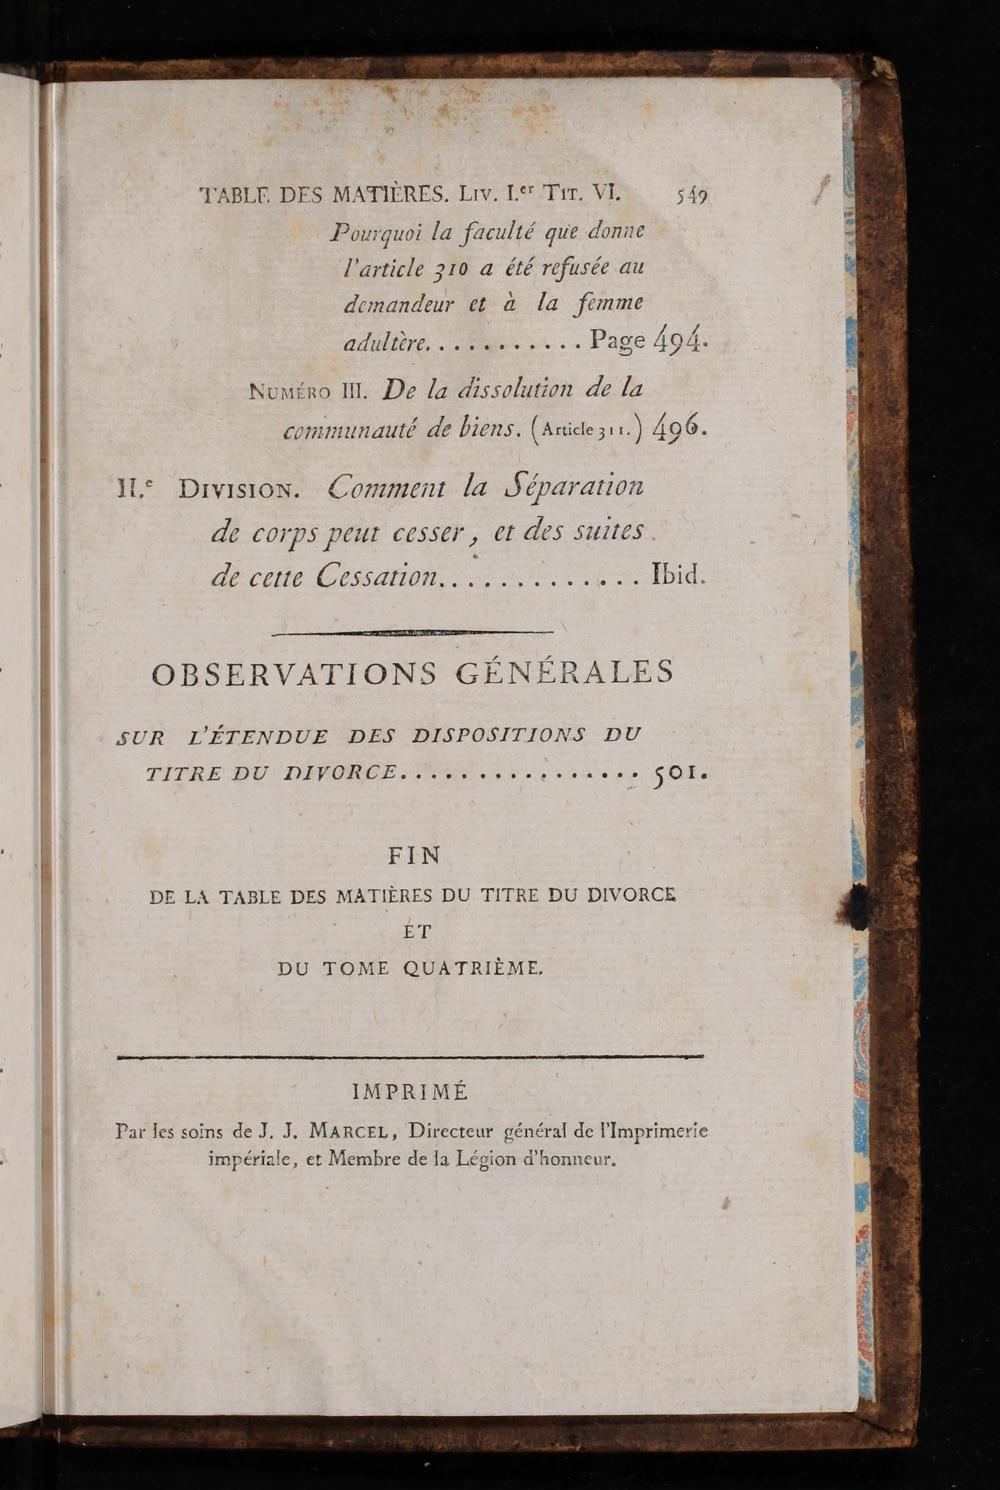 TABLE DES MATIÈRES. Liv. I.er Tit. VI. 549
Pourquoi la faculté que donne
l'article 310 a été refusée au
demandeur et à la femme
adultère........... Page 494.
Numéro III. De la dissolution de la
communauté de biens. (Article 311.) 496.
II.e Division. Comment la Séparation
de corps peut cesser, et des suites
de cette Cessation.............. Ibid.
OBSERVATIONS GÉNÉRALES
SUR L'ÉTENDUE DES DISPOSITIONS DU
TITRE DU DIVORCE................. 501.
FIN
DE LA TABLE DES MATIÈRES DU TITRE DU DIVORCE
ET
DU TOME QUATRIÈME.
IMPRIMÉ
Par les soins de J. J. Marcel, Directeur général de l'Imprimerie
impériale, et Membre de la Légion d'honneur.